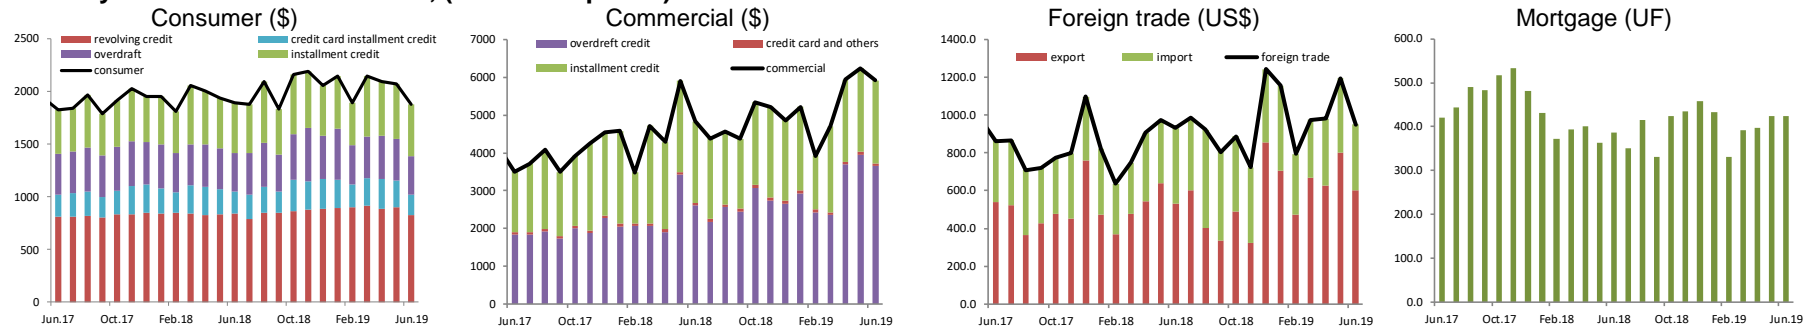 Consumer ($)
revolving credit
credit card installment credit
overdraft
installment credit
consumer
2500
2000
1500
1000
500
0
Jun.17
Oct.17
Feb.18
Jun.18
Oct.18
Feb.19
Jun.19
Commercial ($)
overdreft credit
credit card and others
installment credit
commercial
7000
6000
5000
4000
3000
2000
1000
0
Jun.17
Oct.17
Feb.18
Jun.18
Oct.18
Feb.19
Jun.19
Foreign trade (US$)
export
import
foreign trade
1400.0
1200.0
1000.0
800.0
600.0
400.0
200.0
0.0
Jun.17
Oct.17
Feb.18
Jun.18
Oct.18
Feb.19
Jun.19
Mortgage (UF)
600.0
500.0
400.0
300.0
200.0
100.0
0.0
Jun.17
Oct.17
Feb.18
Jun.18
Oct.18
Feb.19
Jun.19